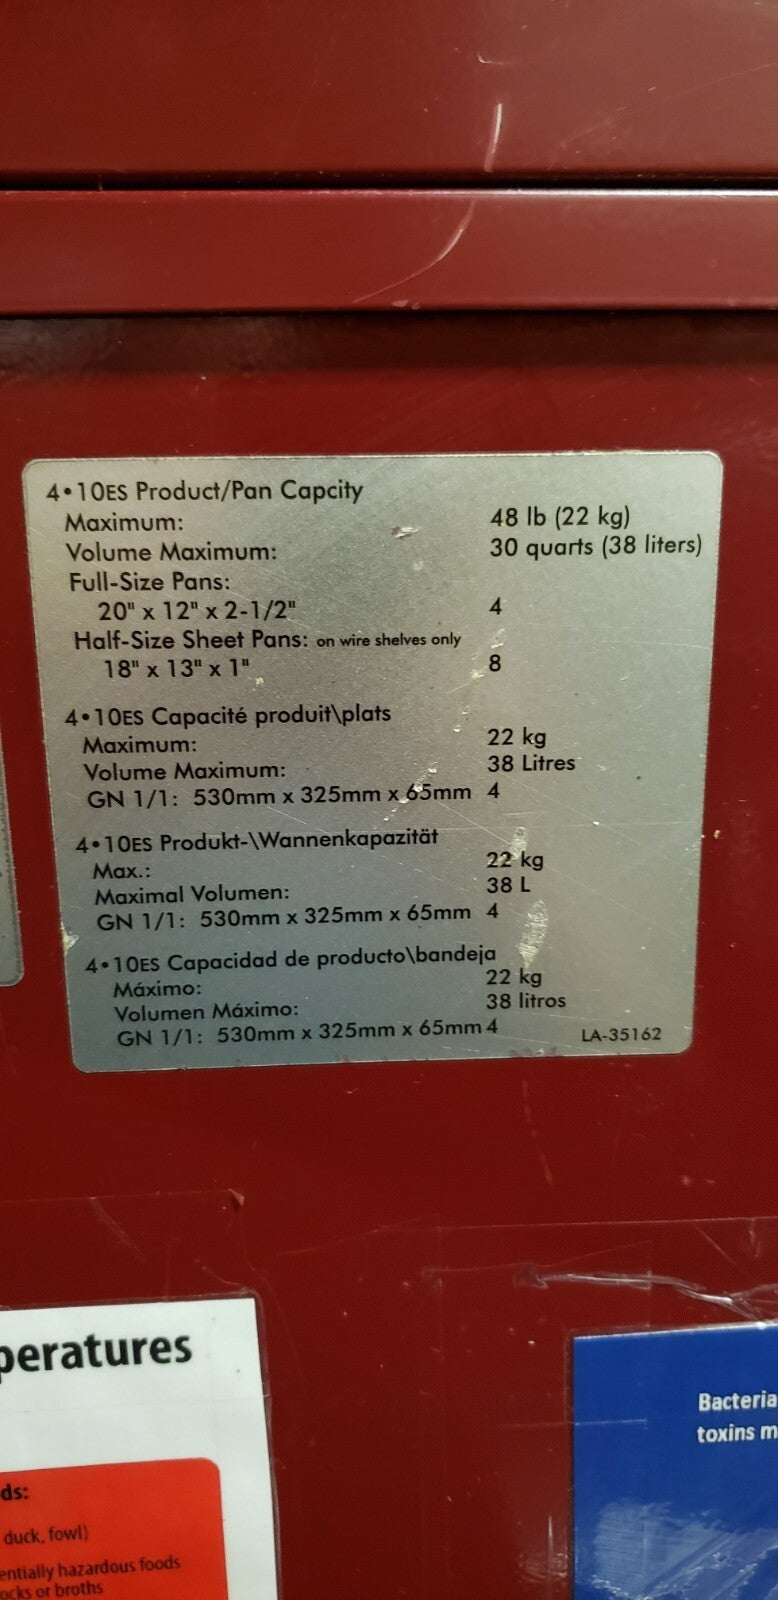 4•10ES Product/Pan Capcity
Maximum: 48 lb (22 kg)
Volume Maximum: 30 quarts (38 liters)
Full-Size Pans:
20" x 12" x 2-1/2" 4
Half-Size Sheet Pans: on wire shelves only
18" x 13" x 1" 8
4•10ES Capacité produit\plats
Maximum: 22 kg
Volume Maximum: 38 Litres
GN 1/1: 530mm x 325mm x 65mm 4
4•10ES Produkt-\Wannenkapazität
Max.: 22 kg
Maximal Volumen: 38 L
GN 1/1: 530mm x 325mm x 65mm 4
4•10ES Capacidad de producto\bandeja
Máximo: 22 kg
Volumen Máximo: 38 litros
GN 1/1: 530mm x 325mm x 65mm 4
LA-35162
peratures
ds:
duck, fowl)
entially hazardous foods
ocks or broths
Bacteria
toxins m